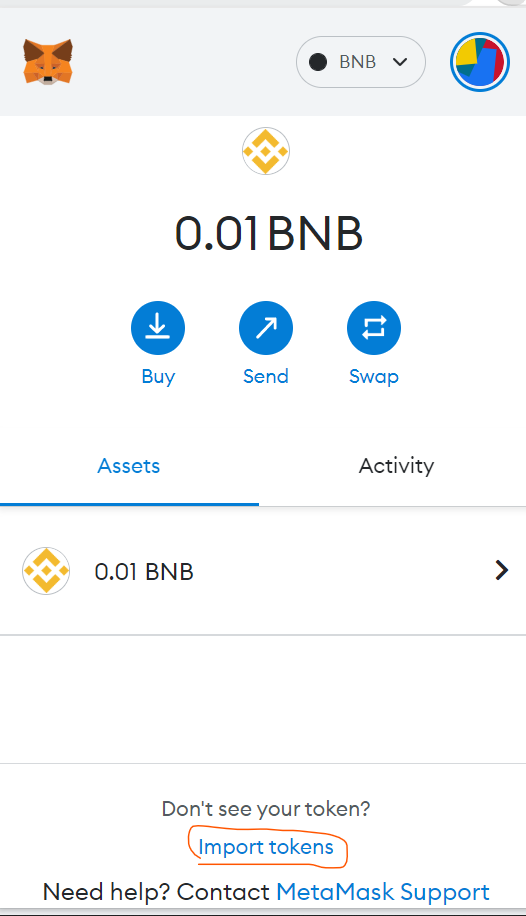 BNB
0.01 BNB
Buy Send Swap
Assets Activity
0.01 BNB
Don't see your token?
Import tokens
Need help? Contact MetaMask Support